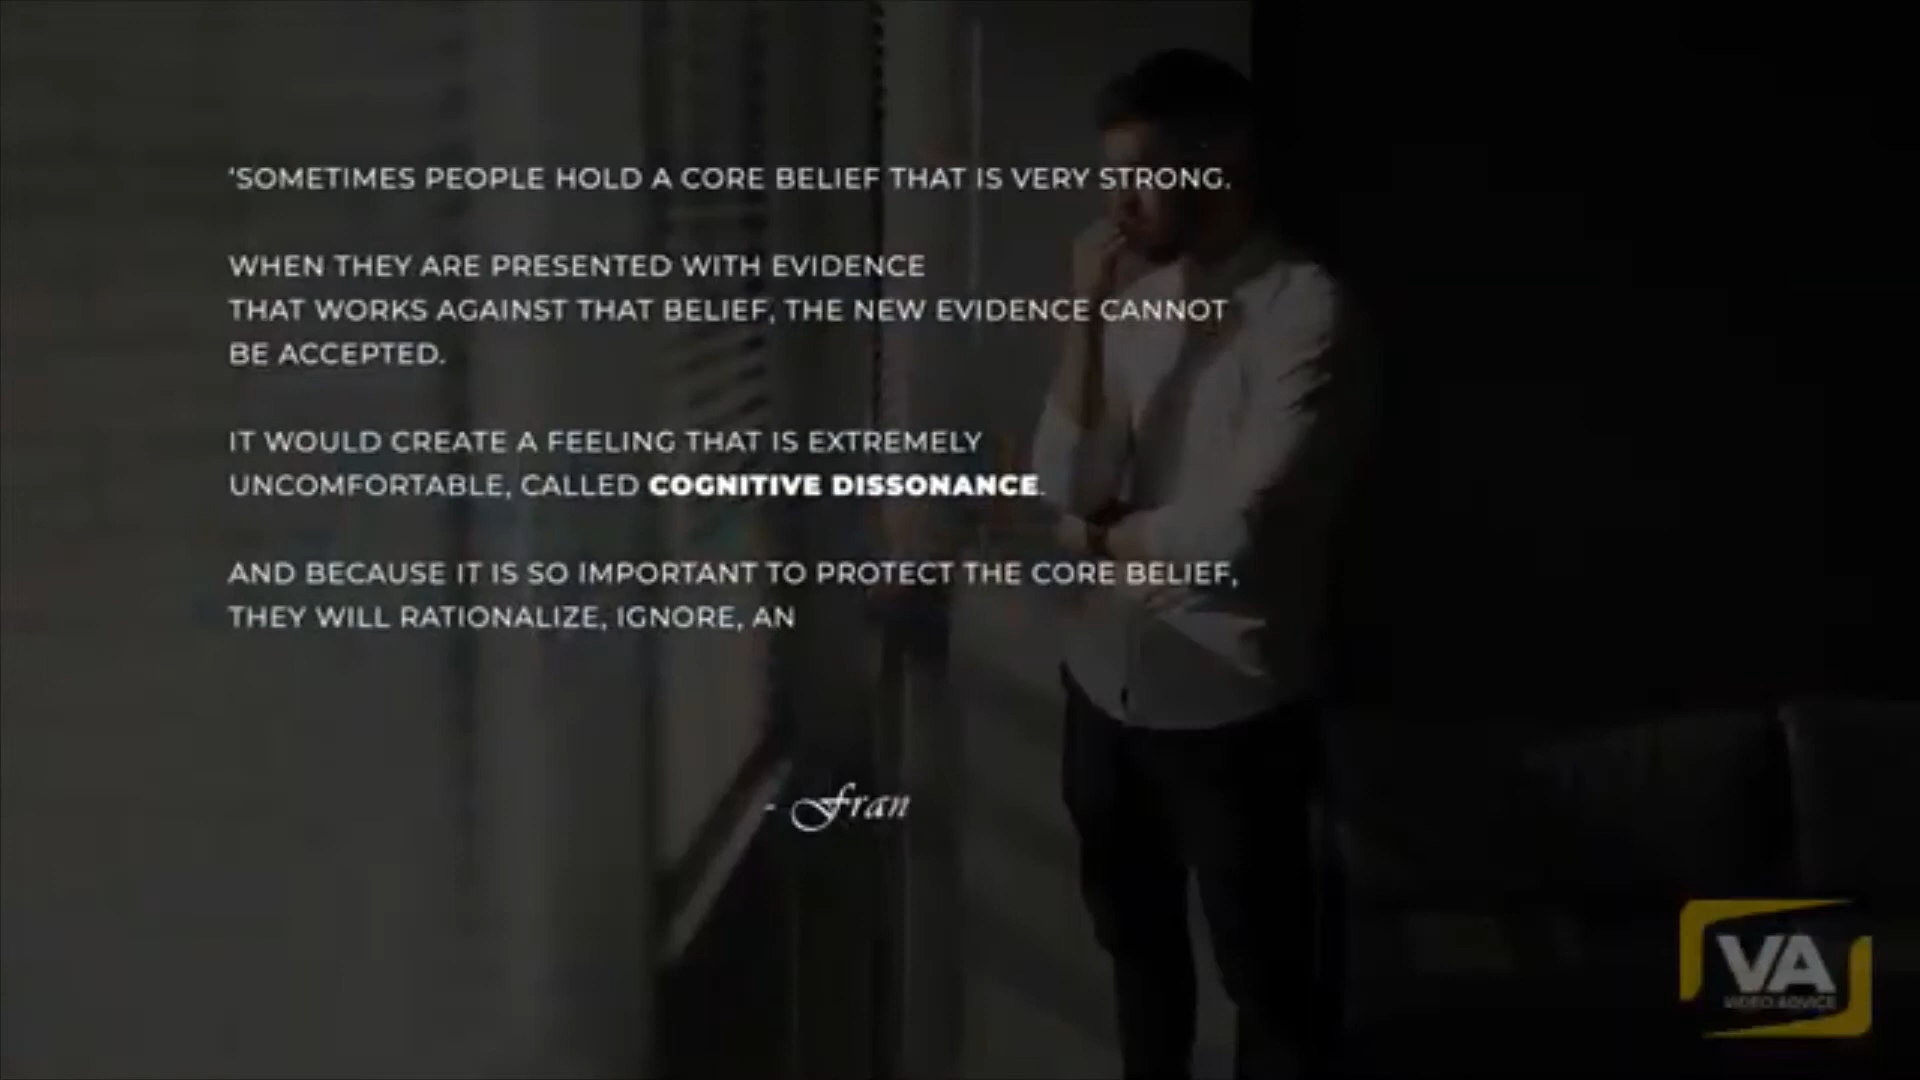 ‘SOMETIMES PEOPLE HOLD A CORE BELIEF THAT IS VERY STRONG.
WHEN THEY ARE PRESENTED WITH EVIDENCE
THAT WORKS AGAINST THAT BELIEF, THE NEW EVIDENCE CANNOT
BE ACCEPTED.
IT WOULD CREATE A FEELING THAT IS EXTREMELY
UNCOMFORTABLE, CALLED COGNITIVE DISSONANCE.
AND BECAUSE IT IS SO IMPORTANT TO PROTECT THE CORE BELIEF,
THEY WILL RATIONALIZE, IGNORE, AN
- Fran
VA
VIDEO ADVICE